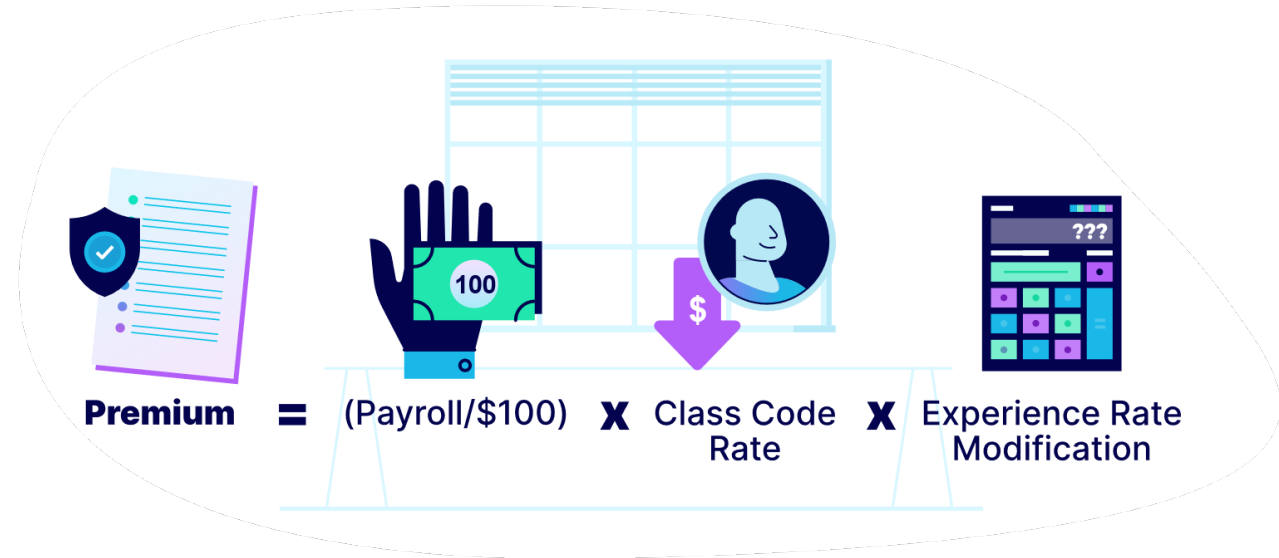 ???
100
$
Premium = (Payroll/$100) x Class Code Rate x Experience Rate Modification